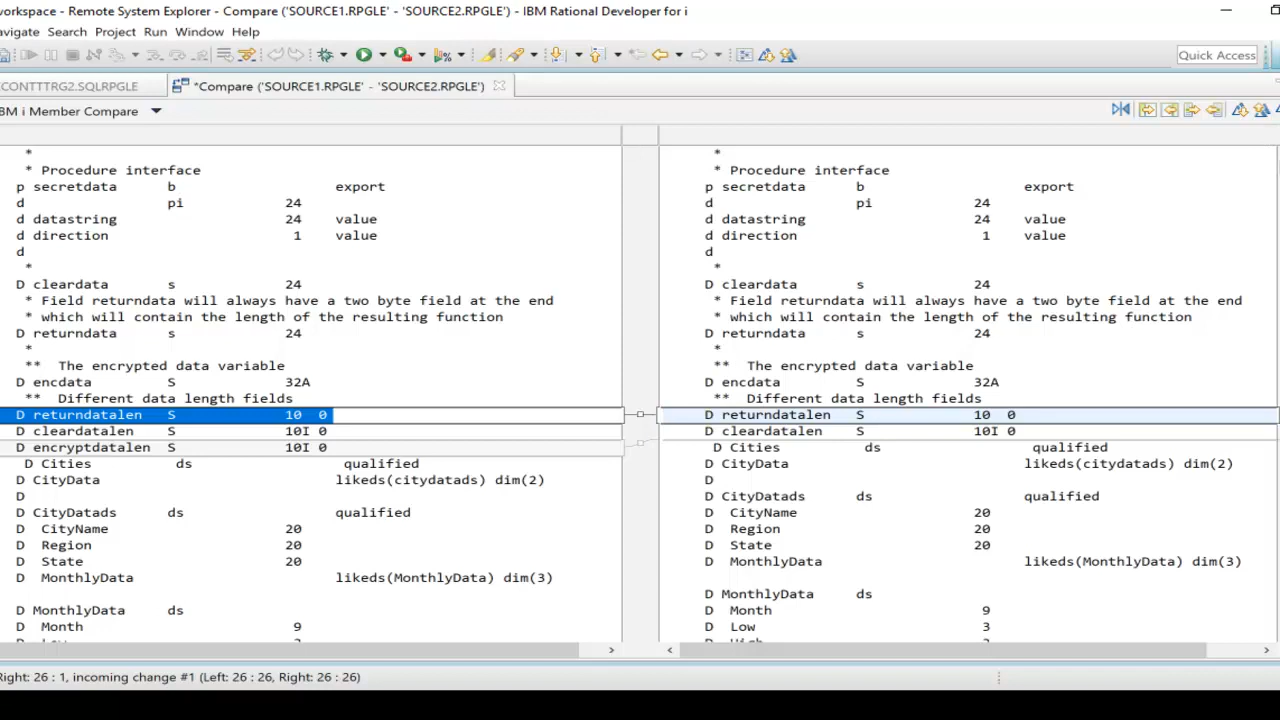 workspace - Remote System Explorer - Compare ('SOURCE1.RPGLE' - 'SOURCE2.RPGLE') - IBM Rational Developer for i
avigate Search Project Run Window Help
Quick Access
CONTTTRG2.SQLRPGLE *Compare ('SOURCE1.RPGLE' - 'SOURCE2.RPGLE')
BM i Member Compare
*
* Procedure interface
p secretdata b export
d pi 24
d datastring 24 value
d direction 1 value
d
*
D cleardata s 24
* Field returndata will always have a two byte field at the end
* which will contain the length of the resulting function
D returndata s 24
*
** The encrypted data variable
D encdata S 32A
** Different data length fields
D returndatalen S 10 0
D cleardatalen S 10I 0
D encryptdatalen S 10I 0
D Cities ds qualified
D CityData likeds(citydatads) dim(2)
D
D CityDatads ds qualified
D CityName 20
D Region 20
D State 20
D MonthlyData likeds(MonthlyData) dim(3)
D MonthlyData ds
D Month 9
D Low 3
*
* Procedure interface
p secretdata b export
d pi 24
d datastring 24 value
d direction 1 value
d
*
D cleardata s 24
* Field returndata will always have a two byte field at the end
* which will contain the length of the resulting function
D returndata s 24
*
** The encrypted data variable
D encdata S 32A
** Different data length fields
D returndatalen S 10 0
D cleardatalen S 10I 0
D Cities ds qualified
D CityData likeds(citydatads) dim(2)
D
D CityDatads ds qualified
D CityName 20
D Region 20
D State 20
D MonthlyData likeds(MonthlyData) dim(3)
D MonthlyData ds
D Month 9
D Low 3
D High 3
Right: 26 : 1, incoming change #1 (Left: 26 : 26, Right: 26 : 26)